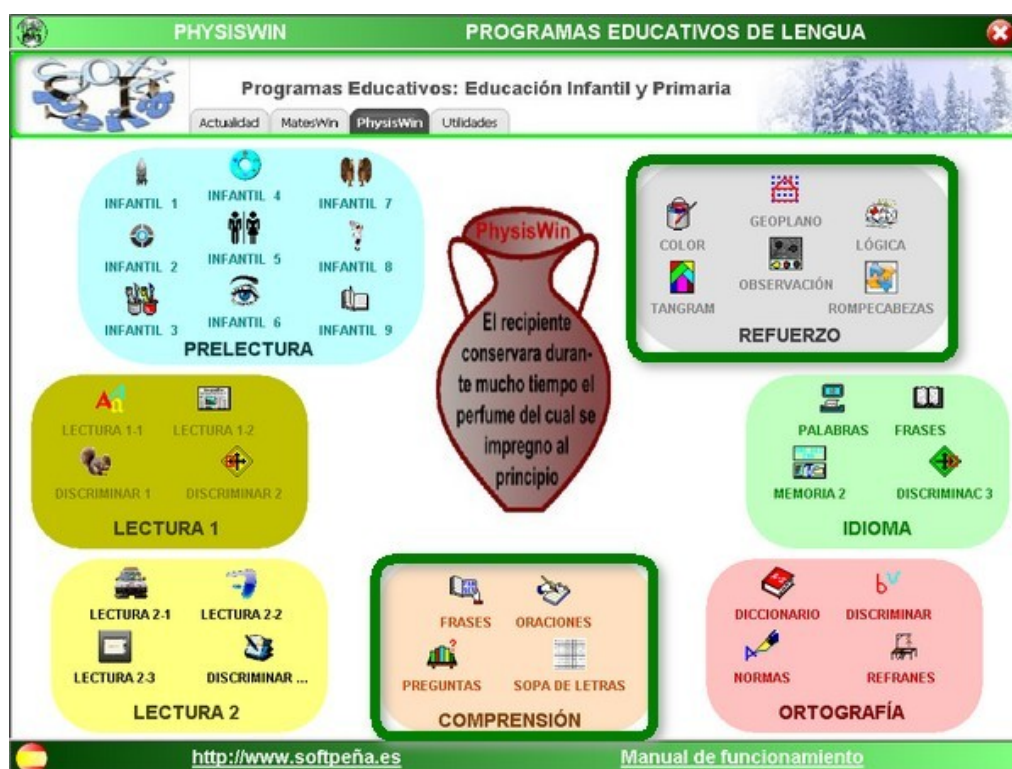 PHYSISWIN PROGRAMAS EDUCATIVOS DE LENGUA
Programas Educativos: Educación Infantil y Primaria
Actualidad MatesWin PhysisWin Utilidades
INFANTIL 1 INFANTIL 4 INFANTIL 7
INFANTIL 2 INFANTIL 5 INFANTIL 8
INFANTIL 3 INFANTIL 6 INFANTIL 9
PRELECTURA
PhysisWin
El recipiente
conservara duran-
te mucho tiempo el
perfume del cual se
impregno al
principio
COLOR GEOPLANO LÓGICA
TANGRAM OBSERVACIÓN ROMPECABEZAS
REFUERZO
LECTURA 1-1 LECTURA 1-2
DISCRIMINAR 1 DISCRIMINAR 2
LECTURA 1
PALABRAS FRASES
MEMORIA 2 DISCRIMINAC 3
IDIOMA
LECTURA 2-1 LECTURA 2-2
LECTURA 2-3 DISCRIMINAR ...
LECTURA 2
FRASES ORACIONES
PREGUNTAS SOPA DE LETRAS
COMPRENSIÓN
DICCIONARIO DISCRIMINAR
NORMAS REFRANES
ORTOGRAFÍA
http://www.softpeña.es Manual de funcionamiento